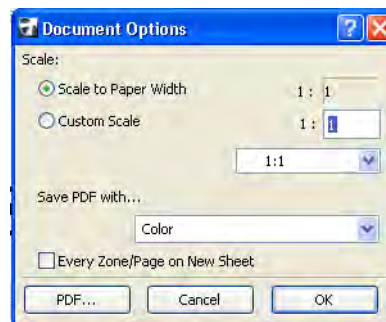 Document Options
Scale:
Scale to Paper Width 1 : 1
Custom Scale 1 : 1
1:1
Save PDF with...
Color
Every Zone/Page on New Sheet
PDF... Cancel OK